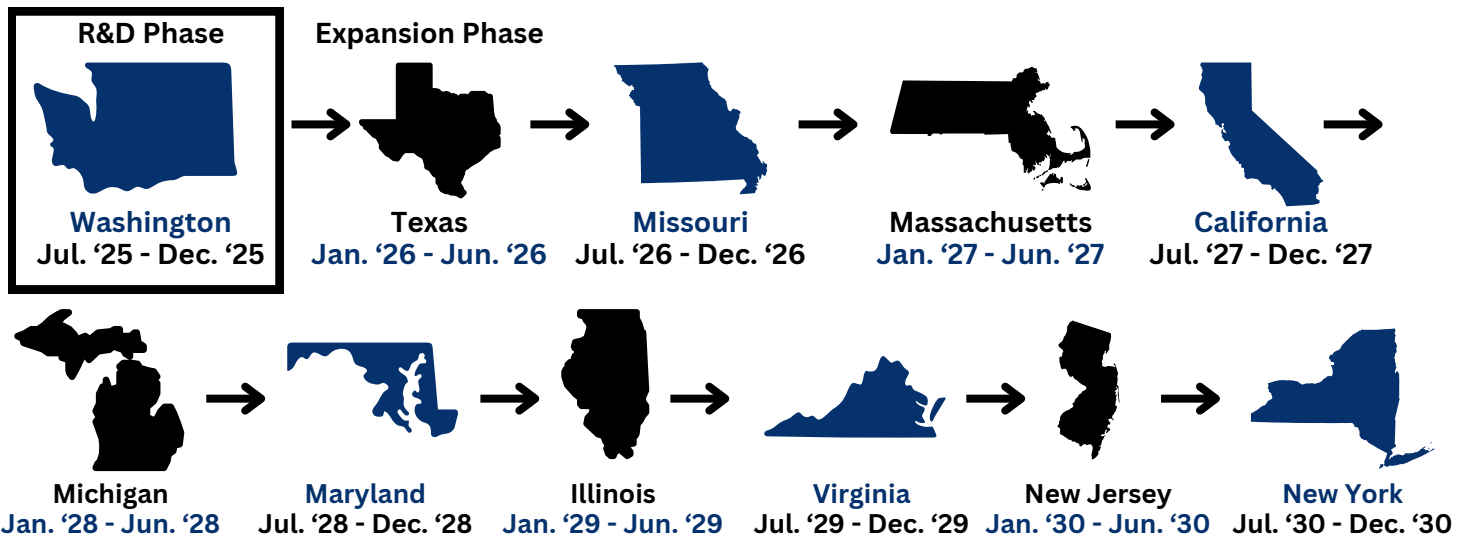 R&D Phase
Expansion Phase
Washington
Jul. ‘25 - Dec. ‘25
Texas
Jan. ‘26 - Jun. ‘26
Missouri
Jul. ‘26 - Dec. ‘26
Massachusetts
Jan. ‘27 - Jun. ‘27
California
Jul. ‘27 - Dec. ‘27
Michigan
Jan. ‘28 - Jun. ‘28
Maryland
Jul. ‘28 - Dec. ‘28
Illinois
Jan. ‘29 - Jun. ‘29
Virginia
Jul. ‘29 - Dec. ‘29
New Jersey
Jan. ‘30 - Jun. ‘30
New York
Jul. ‘30 - Dec. ‘30